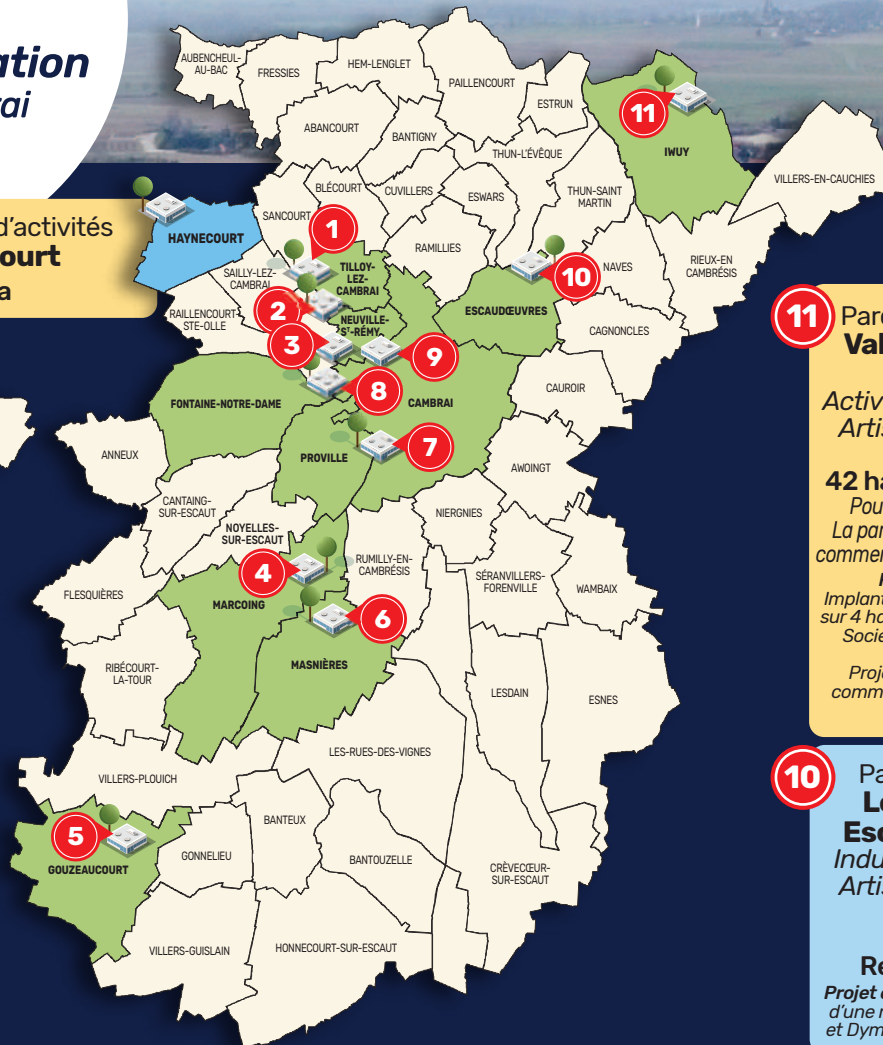 ation
rai
d'activités
ourt
a
AUBENCHEUL-
AU-BAC
FRESSIES
HEM-LENGLET
PAILLENCOURT
ESTRUN
11
IWUY
ABANCOURT
BANTIGNY
THUN-L'ÉVÊQUE
VILLERS-EN-CAUCHIES
BLÉCOURT
CUVILLERS
ESWARS
THUN-SAINT
MARTIN
HAYNECOURT
SANCOURT
1
RAMILLIES
NAVES
RIEUX-EN
CAMBRÉSIS
SAILLY-LEZ-
CAMBRAI
TILLOY-
LEZ-
CAMBRAI
10
2
RAILLENCOURT-
STE-OLLE
NEUVILLE-
ST-RÉMY
ESCAUDŒUVRES
CAGNONCLES
3
9
8
CAUROIR
FONTAINE-NOTRE-DAME
CAMBRAI
7
ANNEUX
PROVILLE
AWOINGT
CANTAING-
SUR-ESCAUT
NOYELLES-
SUR-ESCAUT
NIERGNIES
4
RUMILLY-EN-
CAMBRÉSIS
SÉRANVILLERS-
FORENVILLE
WAMBAIX
FLESQUIÈRES
MARCOING
6
RIBÉCOURT-
LA-TOUR
MASNIÈRES
LESDAIN
ESNES
LES-RUES-DES-VIGNES
VILLERS-PLOUICH
5
BANTEUX
GOUZEAUCOURT
GONNELIEU
BANTOUZELLE
CRÈVECŒUR-
SUR-ESCAUT
VILLERS-GUISLAIN
HONNECOURT-SUR-ESCAUT
11
Parc
Val
Activ
Artis
42 ha
Pou
La par
commer
Implant
sur 4 ha
Socié
Proje
comm
10
Pa
L
Esc
Indu
Artis
Re
Projet d
d'une r
et Dym